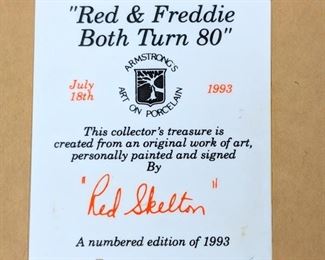 "Red & Freddie
Both Turn 80"
ARMSTRONG'S
July
18th
1993
ART ON PORCELAIN
This collector's treasure is
created from an original work of art,
personally painted and signed
By
"Red Skelton"
A numbered edition of 1993